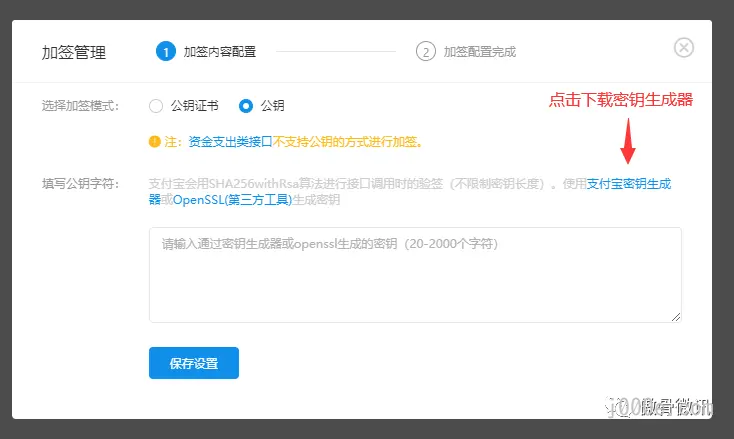 加签管理
1 加签内容配置
2 加签配置完成
选择加签模式: 公钥证书 公钥
点击下载密钥生成器
注: 资金支出类接口不支持公钥的方式进行加签。
填写公钥字符: 支付宝会用SHA256withRsa算法进行接口调用时的验签（不限制密钥长度）。使用支付宝密钥生成
器或OpenSSL(第三方工具)生成密钥
请输入通过密钥生成器或openssl生成的密钥（20-2000个字符）
保存设置
傲骨微讯